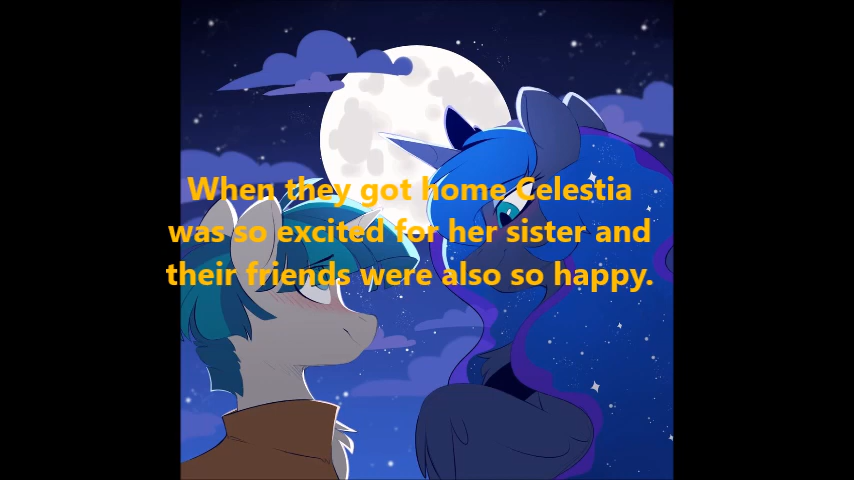 When they got home Celestia
was so excited for her sister and
their friends were also so happy.